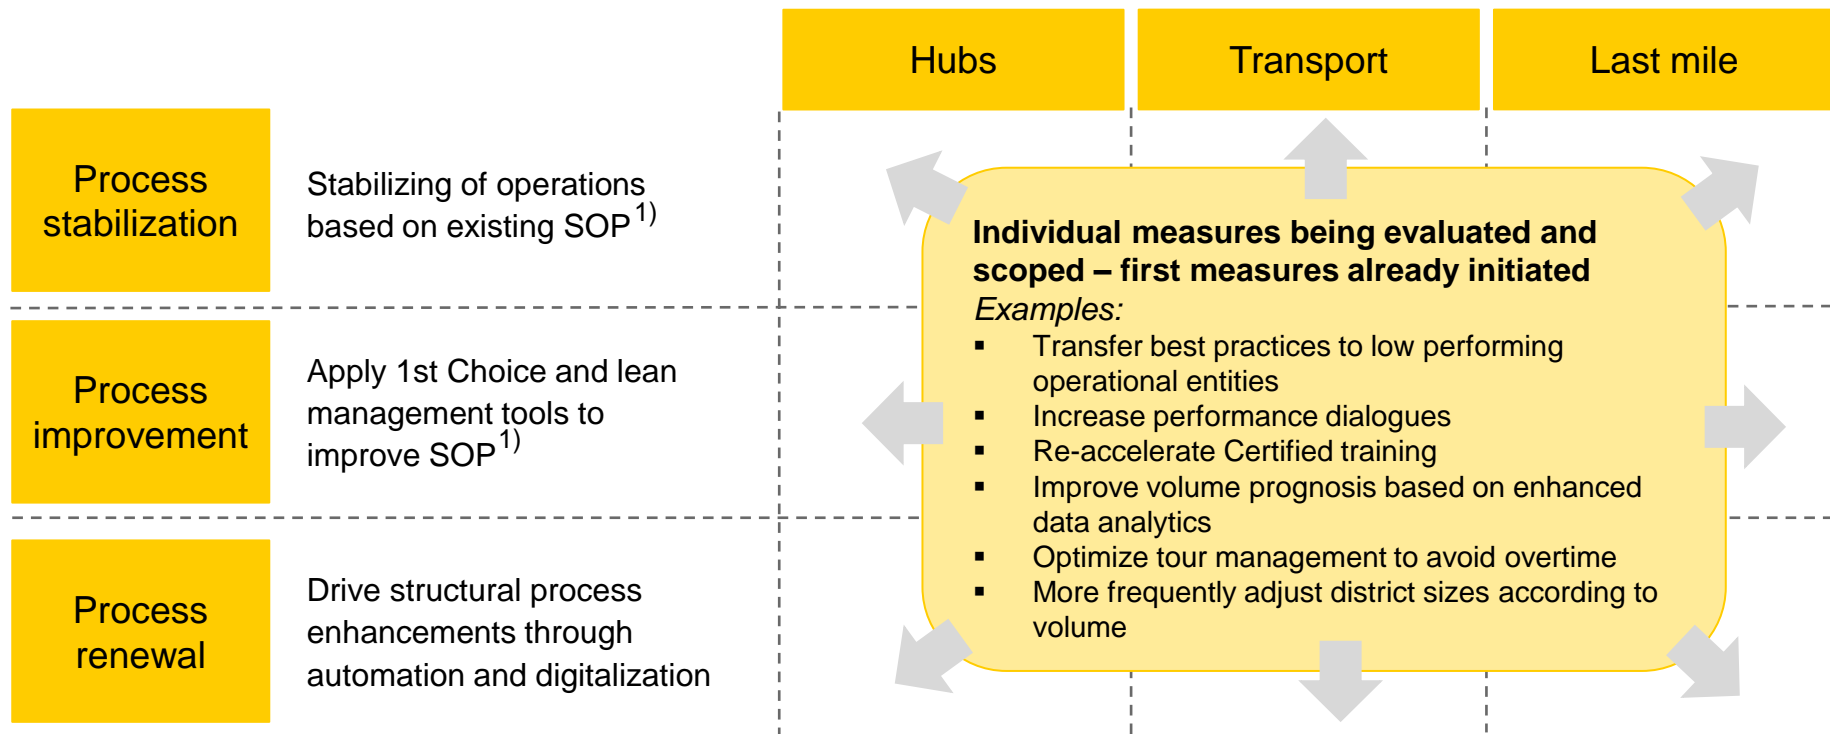 Hubs
Transport
Last mile
Process
stabilization
Stabilizing of operations
based on existing SOP1)
Process
improvement
Apply 1st Choice and lean
management tools to
improve SOP1)
Process
renewal
Drive structural process
enhancements through
automation and digitalization
Individual measures being evaluated and
scoped – first measures already initiated
Examples:
▪ Transfer best practices to low performing
operational entities
▪ Increase performance dialogues
▪ Re-accelerate Certified training
▪ Improve volume prognosis based on enhanced
data analytics
▪ Optimize tour management to avoid overtime
▪ More frequently adjust district sizes according to
volume